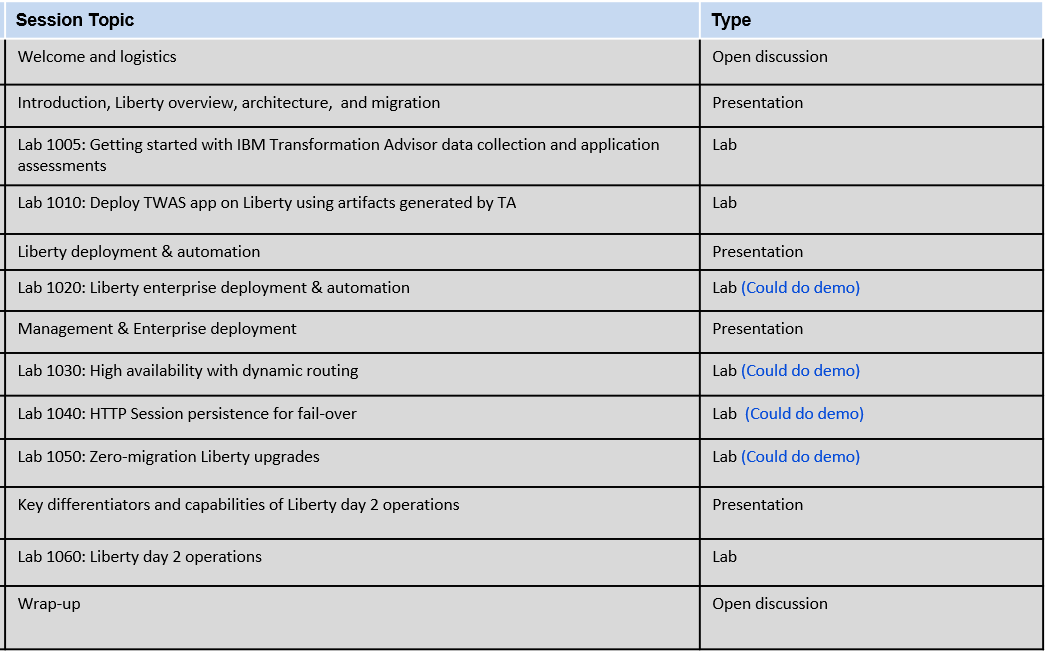 Session Topic Type
Welcome and logistics Open discussion
Introduction, Liberty overview, architecture, and migration Presentation
Lab 1005: Getting started with IBM Transformation Advisor data collection and application Lab
assessments
Lab 1010: Deploy TWAS app on Liberty using artifacts generated by TA Lab
Liberty deployment & automation Presentation
Lab 1020: Liberty enterprise deployment & automation Lab (Could do demo)
Management & Enterprise deployment Presentation
Lab 1030: High availability with dynamic routing Lab (Could do demo)
Lab 1040: HTTP Session persistence for fail-over Lab (Could do demo)
Lab 1050: Zero-migration Liberty upgrades Lab (Could do demo)
Key differentiators and capabilities of Liberty day 2 operations Presentation
Lab 1060: Liberty day 2 operations Lab
Wrap-up Open discussion